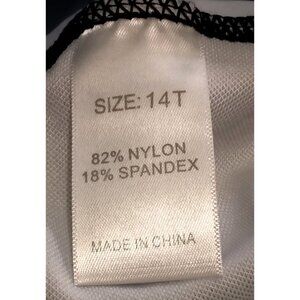 SIZE: 14T
82% NYLON
18% SPANDEX
MADE IN CHINA